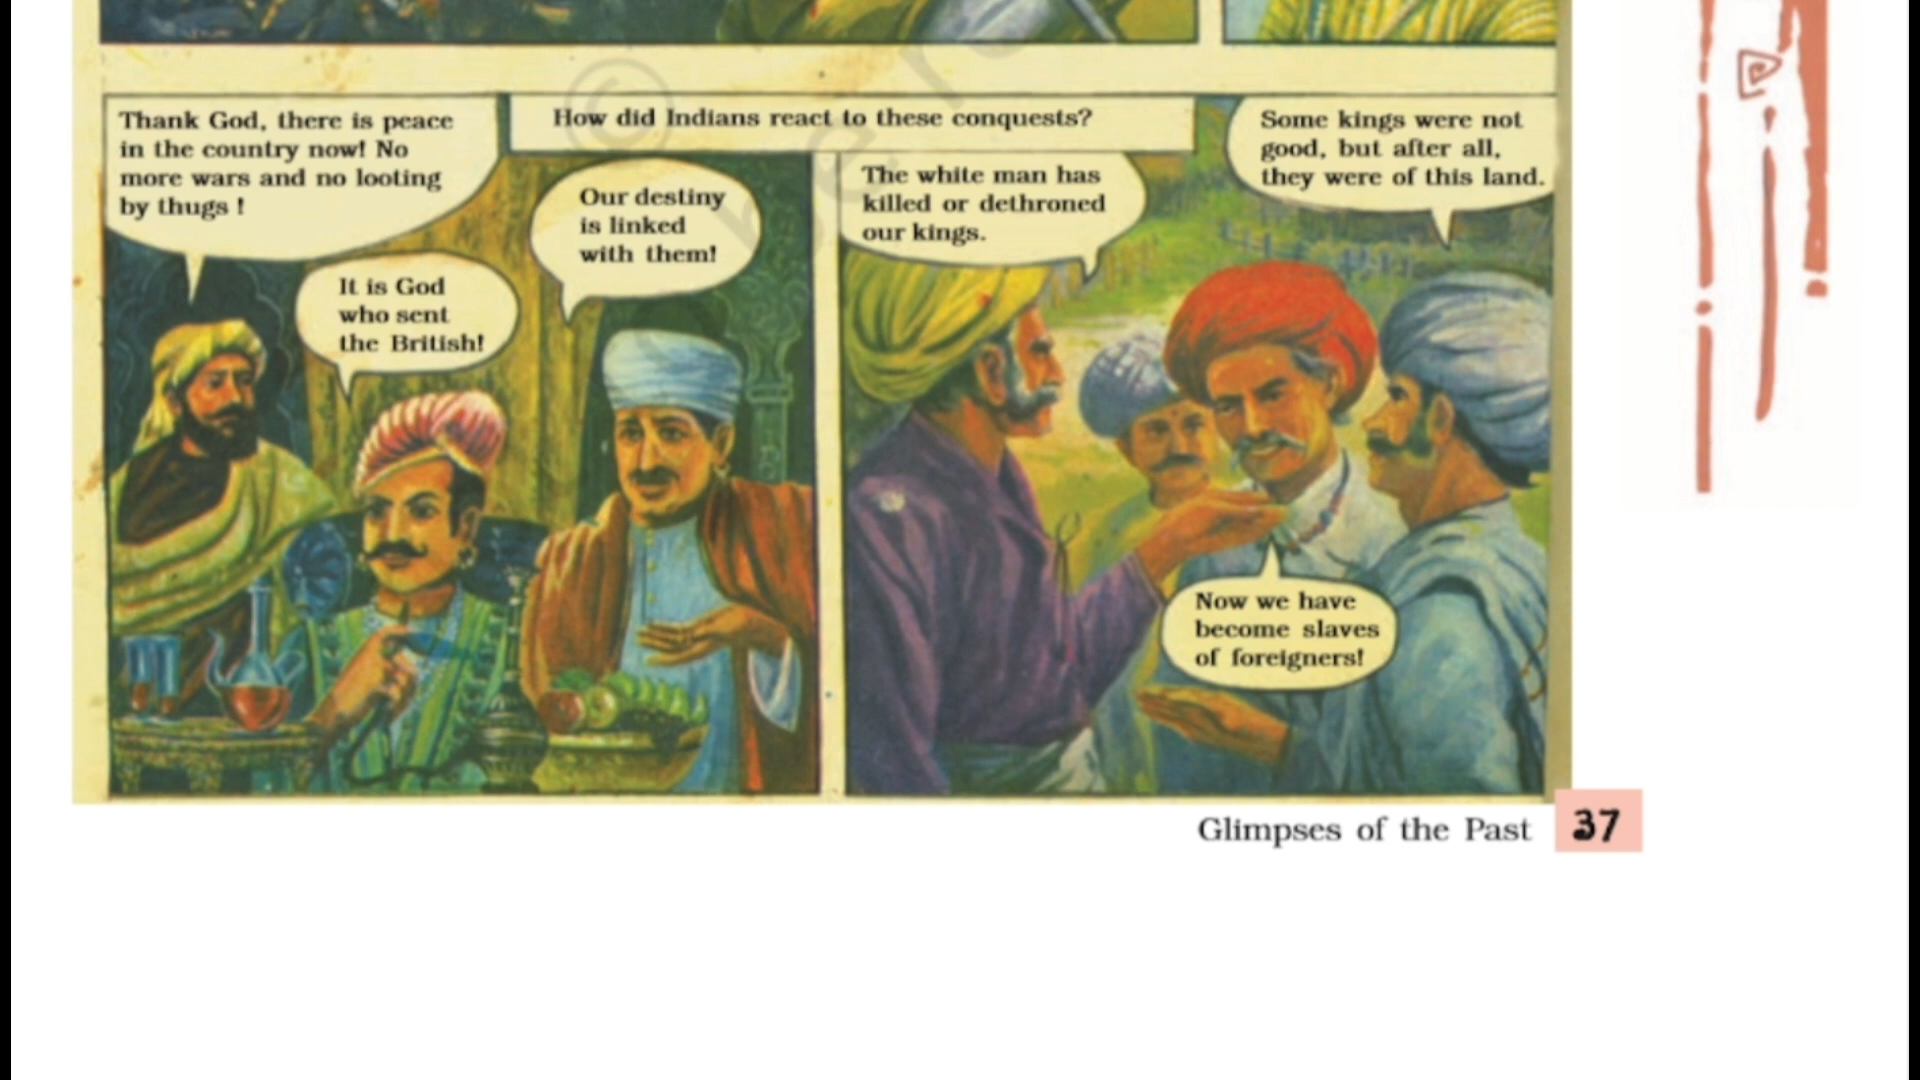 How did Indians react to these conquests?
Thank God, there is peace
in the country now! No
more wars and no looting
by thugs !
It is God
who sent
the British!
Our destiny
is linked
with them!
The white man has
killed or dethroned
our kings.
Some kings were not
good, but after all,
they were of this land.
Now we have
become slaves
of foreigners!
Glimpses of the Past 37